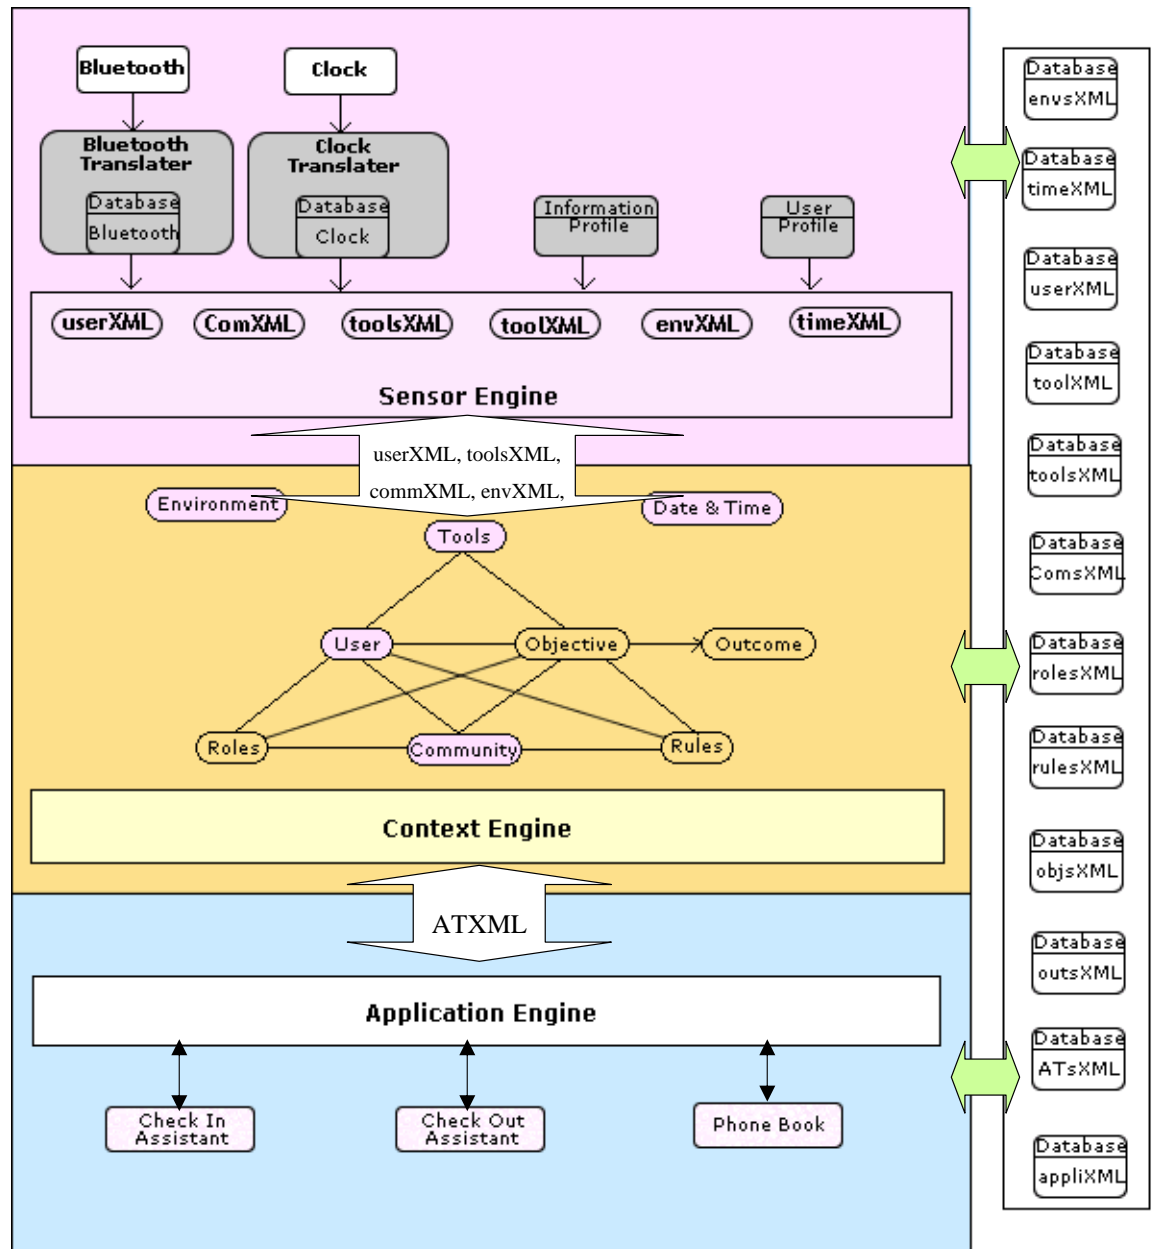 Bluetooth
Clock
Bluetooth
Translater
Database
Bluetooth
Clock
Translater
Database
Clock
Information
Profile
User
Profile
userXML
ComXML
toolsXML
toolXML
envXML
timeXML
Sensor Engine
userXML, toolsXML,
commXML, envXML,
Environment
Date & Time
Tools
User
Objective
Outcome
Roles
Community
Rules
Context Engine
ATXML
Application Engine
Check In
Assistant
Check Out
Assistant
Phone Book
Database
envsXML
Database
timeXML
Database
userXML
Database
toolXML
Database
toolsXML
Database
ComsXML
Database
rolesXML
Database
rulesXML
Database
objsXML
Database
outsXML
Database
ATsXML
Database
appliXML